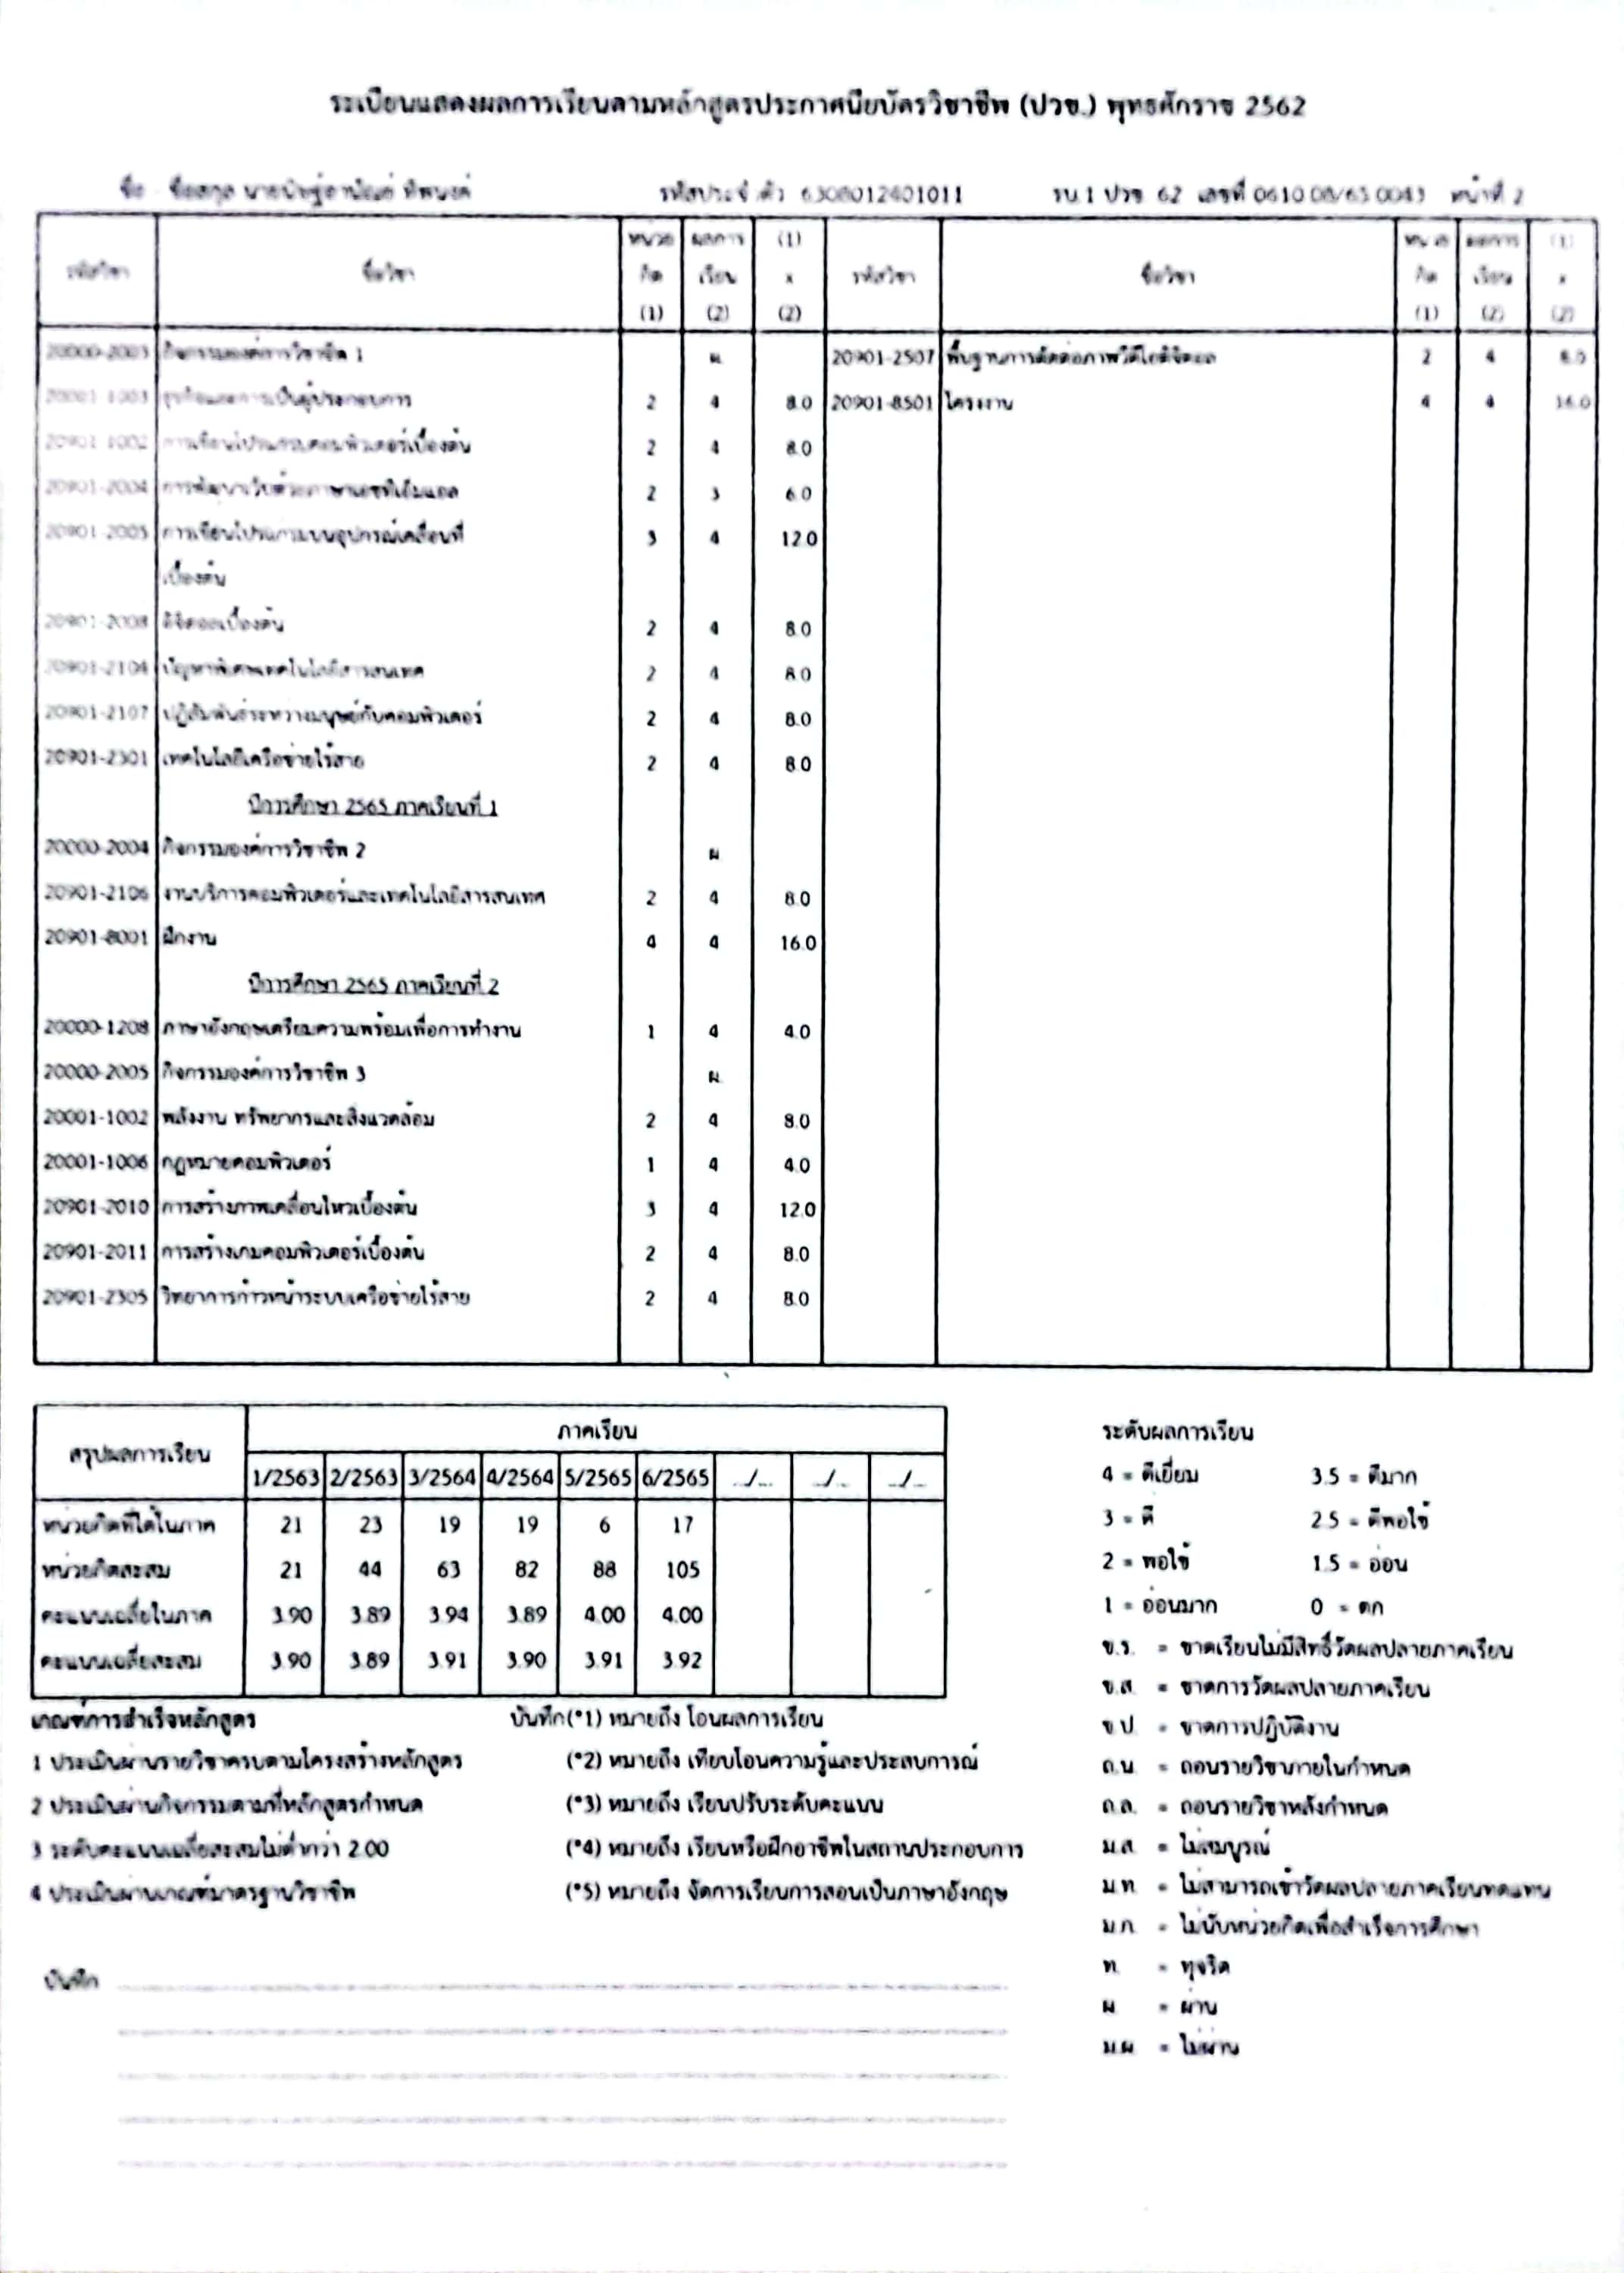 ระเบียนแสดงผลการเรียนตามหลักสูตรประกาศนียบัตรวิชาชีพ (ปวช.) พุทธศักราช 2562
ชื่อ ชื่อสกุล รหัสประจำตัว 6308012401011 รบ 1 ปวช 62 เลขที่ หน้าที่ 2
รหัสวิชา ชื่อวิชา หน่วยกิต (1) ผลการเรียน (2) (1) x (2) รหัสวิชา ชื่อวิชา หน่วยกิต (1) ผลการเรียน (2) (1) x (2)
20000-2003 กิจกรรมองค์การวิชาชีพ 1 ผ 20901-2507 พื้นฐานการตัดต่อภาพวีดีโอดิจิตอล 2 4 8.0
20001-1003 ธุรกิจและการเป็นผู้ประกอบการ 2 4 8.0 20901-8501 โครงงาน 4 4 16.0
20901-1002 การเขียนโปรแกรมคอมพิวเตอร์เบื้องต้น 2 4 8.0
20901-2004 การพัฒนาเว็บด้วยภาษาเอชทีเอ็มแอล 2 3 6.0
20901-2005 การเขียนโปรแกรมบนอุปกรณ์เคลื่อนที่ 3 4 12.0
เบื้องต้น
20901-2008 ดิจิตอลเบื้องต้น 2 4 8.0
20901-2104 ปัญหาพิเศษเทคโนโลยีสารสนเทศ 2 4 8.0
20901-2107 ปฏิสัมพันธ์ระหว่างมนุษย์กับคอมพิวเตอร์ 2 4 8.0
20901-2301 เทคโนโลยีเครือข่ายไร้สาย 2 4 8.0
ปีการศึกษา 2565 ภาคเรียนที่ 1
20000-2004 กิจกรรมองค์การวิชาชีพ 2 ผ
20901-2106 งานบริการคอมพิวเตอร์และเทคโนโลยีสารสนเทศ 2 4 8.0
20901-8001 ฝึกงาน 4 4 16.0
ปีการศึกษา 2565 ภาคเรียนที่ 2
20000-1208 ภาษาอังกฤษเตรียมความพร้อมเพื่อการทำงาน 1 4 4.0
20000-2005 กิจกรรมองค์การวิชาชีพ 3 ผ
20001-1002 พลังงาน ทรัพยากรและสิ่งแวดล้อม 2 4 8.0
20001-1006 กฎหมายคอมพิวเตอร์ 1 4 4.0
20901-2010 การสร้างภาพเคลื่อนไหวเบื้องต้น 3 4 12.0
20901-2011 การสร้างเกมคอมพิวเตอร์เบื้องต้น 2 4 8.0
20901-2305 วิทยาการก้าวหน้าระบบเครือข่ายไร้สาย 2 4 8.0
สรุปผลการเรียน ภาคเรียน
1/2563 2/2563 3/2564 4/2564 5/2565 6/2565 .../... .../... .../...
หน่วยกิตที่ได้ในภาค 21 23 19 19 6 17
หน่วยกิตสะสม 21 44 63 82 88 105
คะแนนเฉลี่ยในภาค 3.90 3.89 3.94 3.89 4.00 4.00
คะแนนเฉลี่ยสะสม 3.90 3.89 3.91 3.90 3.91 3.92
เกณฑ์การสำเร็จหลักสูตร
1 ประเมินผ่านรายวิชาครบตามโครงสร้างหลักสูตร
2 ประเมินผ่านกิจกรรมตามที่หลักสูตรกำหนด
3 ระดับคะแนนเฉลี่ยสะสมไม่ต่ำกว่า 2.00
4 ประเมินผ่านเกณฑ์มาตรฐานวิชาชีพ
บันทึก(*1) หมายถึง โอนผลการเรียน
(*2) หมายถึง เทียบโอนความรู้และประสบการณ์
(*3) หมายถึง เรียนปรับระดับคะแนน
(*4) หมายถึง เรียนหรือฝึกอาชีพในสถานประกอบการ
(*5) หมายถึง จัดการเรียนการสอนเป็นภาษาอังกฤษ
บันทึก
ระดับผลการเรียน
4 = ดีเยี่ยม 3.5 = ดีมาก
3 = ดี 2.5 = ดีพอใช้
2 = พอใช้ 1.5 = อ่อน
1 = อ่อนมาก 0 = ตก
ข.ร. = ขาดเรียนไม่มีสิทธิ์วัดผลปลายภาคเรียน
ข.ส. = ขาดการวัดผลปลายภาคเรียน
ข.ป. = ขาดการปฏิบัติงาน
ถ.น. = ถอนรายวิชาภายในกำหนด
ถ.ล. = ถอนรายวิชาหลังกำหนด
ม.ส. = ไม่สมบูรณ์
ม.ท. = ไม่สามารถเข้าวัดผลปลายภาคเรียนทดแทน
ม.ก. = ไม่นับหน่วยกิตเพื่อสำเร็จการศึกษา
ท. = ทุจริต
ผ = ผ่าน
ม.ผ. = ไม่ผ่าน